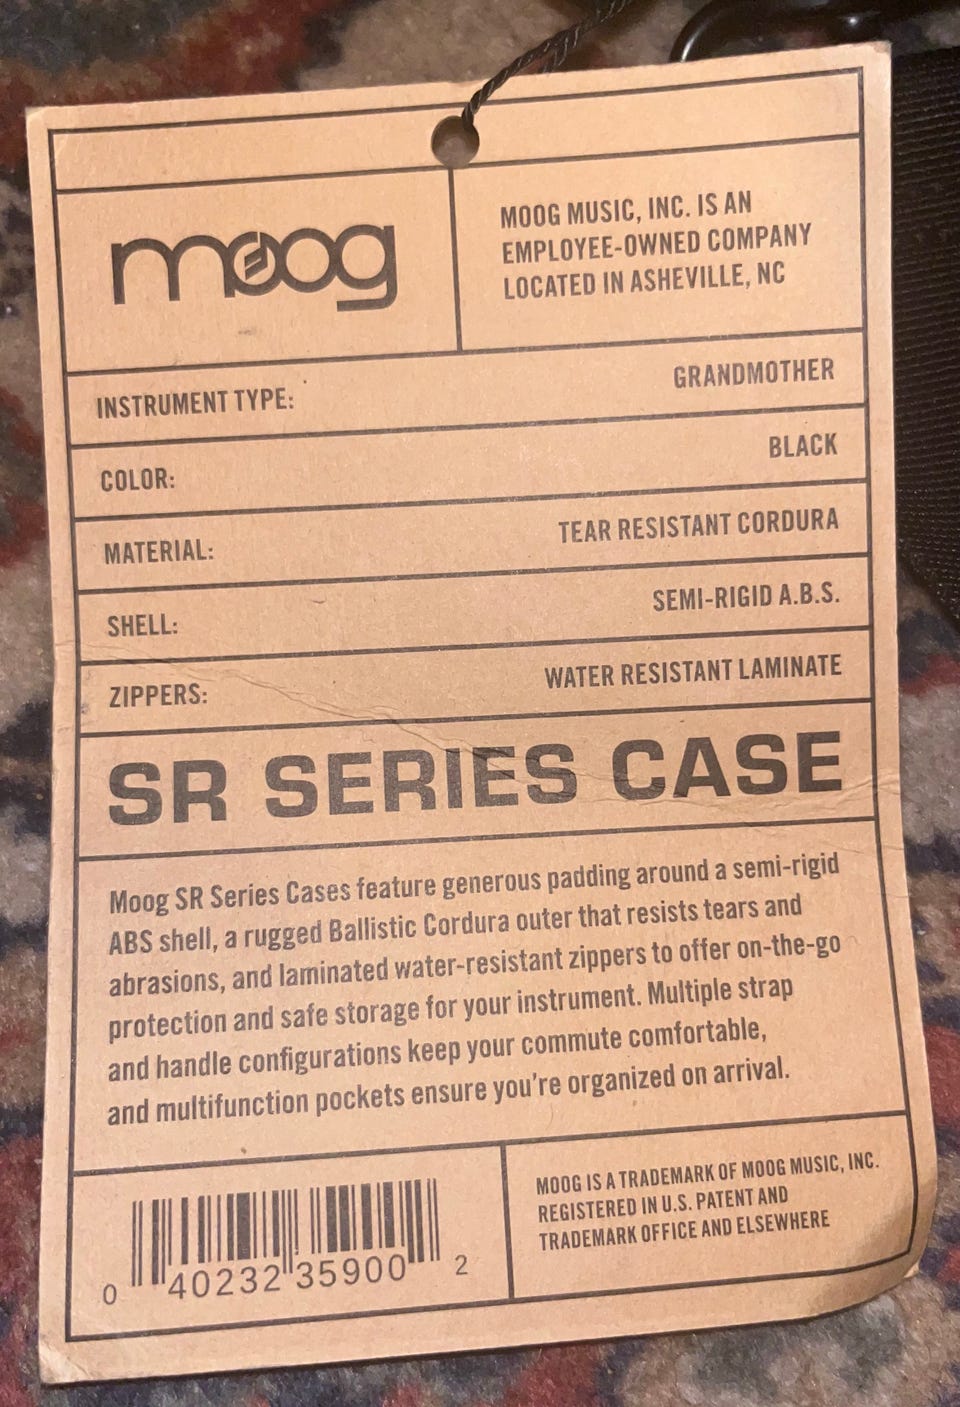 moog
MOOG MUSIC, INC. IS AN
EMPLOYEE-OWNED COMPANY
LOCATED IN ASHEVILLE, NC
INSTRUMENT TYPE: GRANDMOTHER
COLOR: BLACK
MATERIAL: TEAR RESISTANT CORDURA
SHELL: SEMI-RIGID A.B.S.
ZIPPERS: WATER RESISTANT LAMINATE
SR SERIES CASE
Moog SR Series Cases feature generous padding around a semi-rigid
ABS shell, a rugged Ballistic Cordura outer that resists tears and
abrasions, and laminated water-resistant zippers to offer on-the-go
protection and safe storage for your instrument. Multiple strap
and handle configurations keep your commute comfortable,
and multifunction pockets ensure you're organized on arrival.
0 40232 35900 2
MOOG IS A TRADEMARK OF MOOG MUSIC, INC.
REGISTERED IN U.S. PATENT AND
TRADEMARK OFFICE AND ELSEWHERE